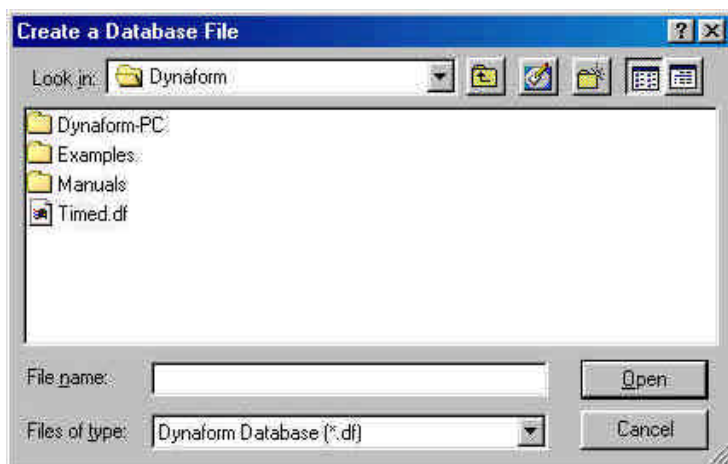 Create a Database File
Look in: Dynaform
Dynaform-PC
Examples
Manuals
Timed.df
File name: Open
Files of type: Dynaform Database (*.df) Cancel